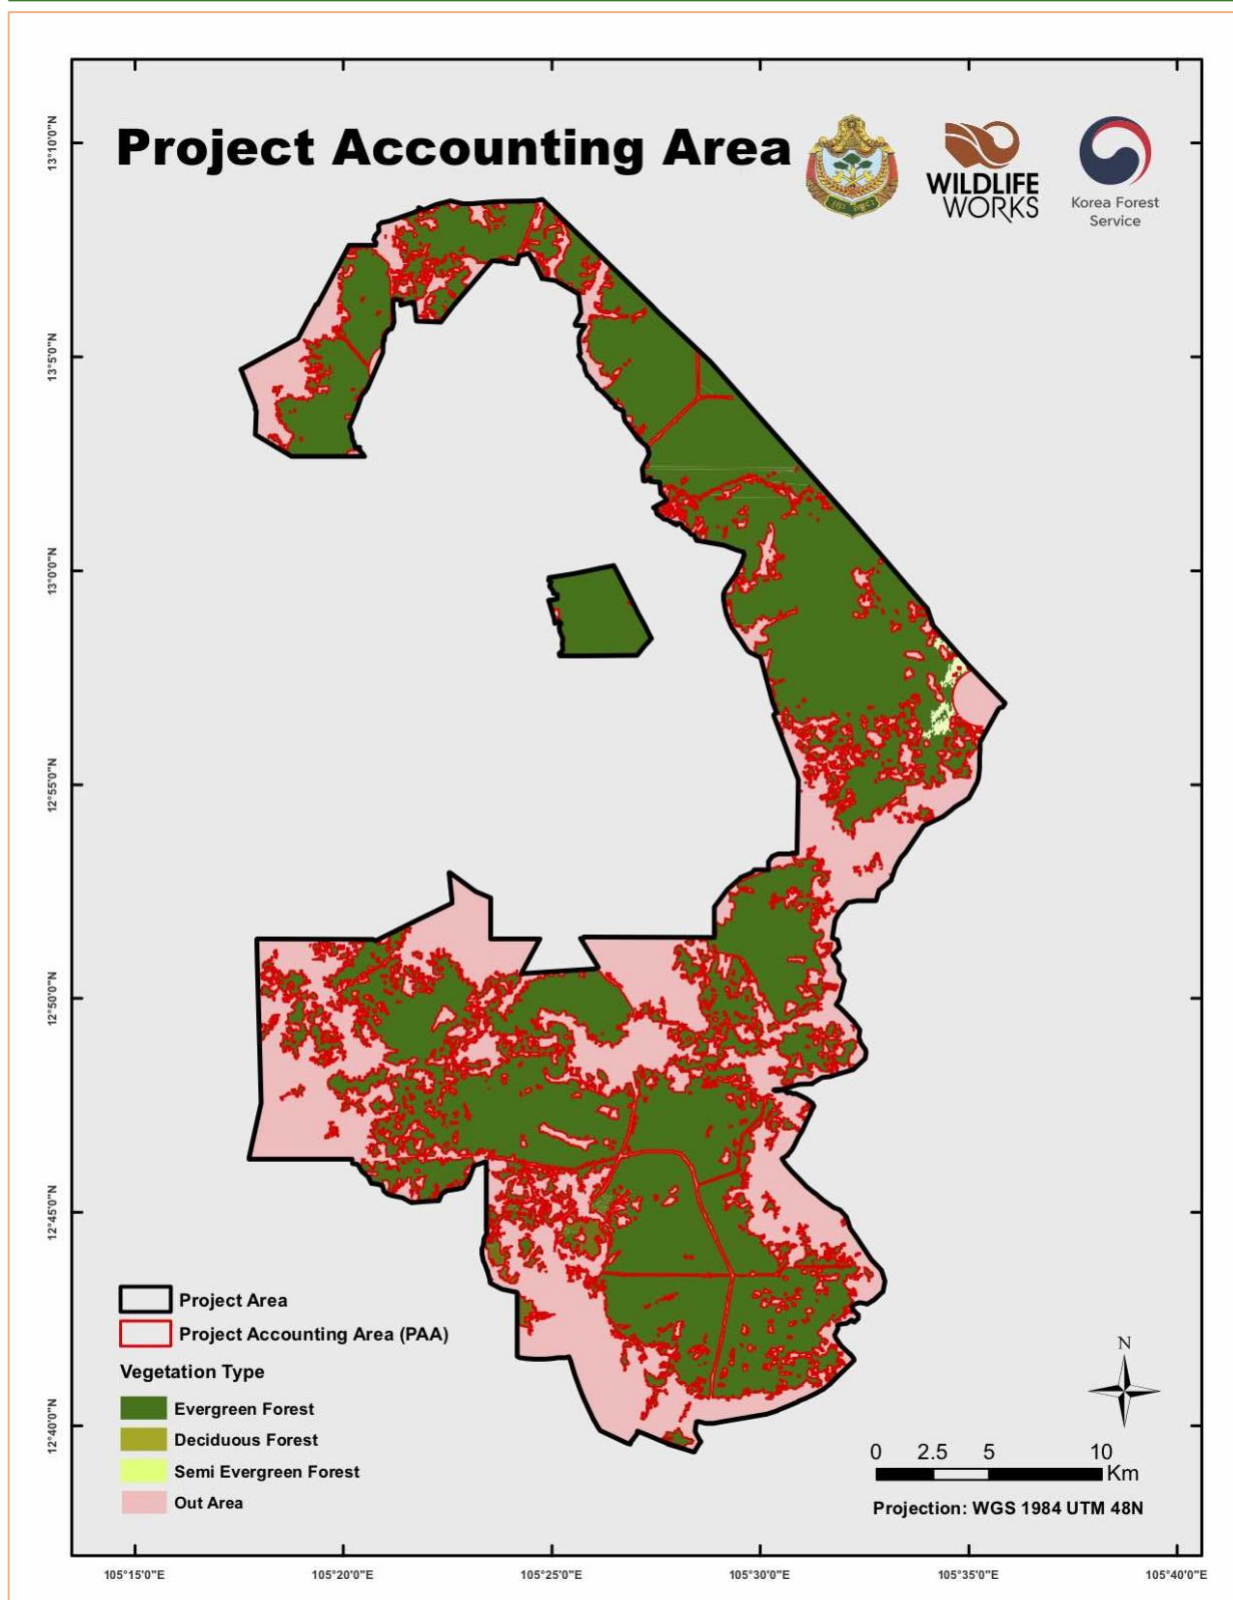 Project Accounting Area
WILDLIFE
WORKS
Korea Forest
Service
13°10'0"N
13°5'0"N
13°0'0"N
12°55'0"N
12°50'0"N
12°45'0"N
12°40'0"N
Project Area
Project Accounting Area (PAA)
Vegetation Type
Evergreen Forest
Deciduous Forest
Semi Evergreen Forest
Out Area
N
0 2.5 5 10
Km
Projection: WGS 1984 UTM 48N
105°15'0"E 105°20'0"E 105°25'0"E 105°30'0"E 105°35'0"E 105°40'0"E